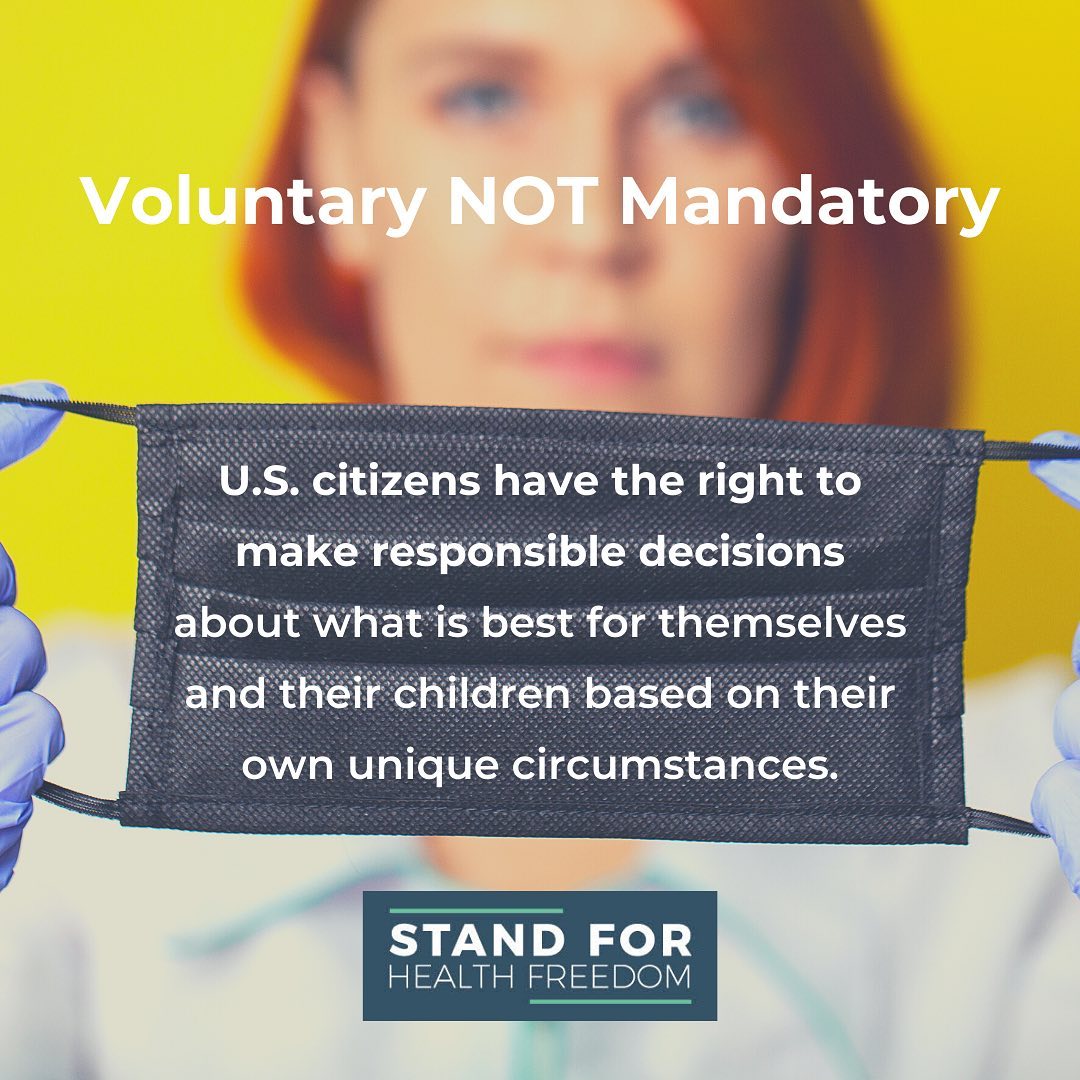 Voluntary NOT Mandatory
U.S. citizens have the right to
make responsible decisions
about what is best for themselves
and their children based on their
own unique circumstances.
STAND FOR
HEALTH FREEDOM